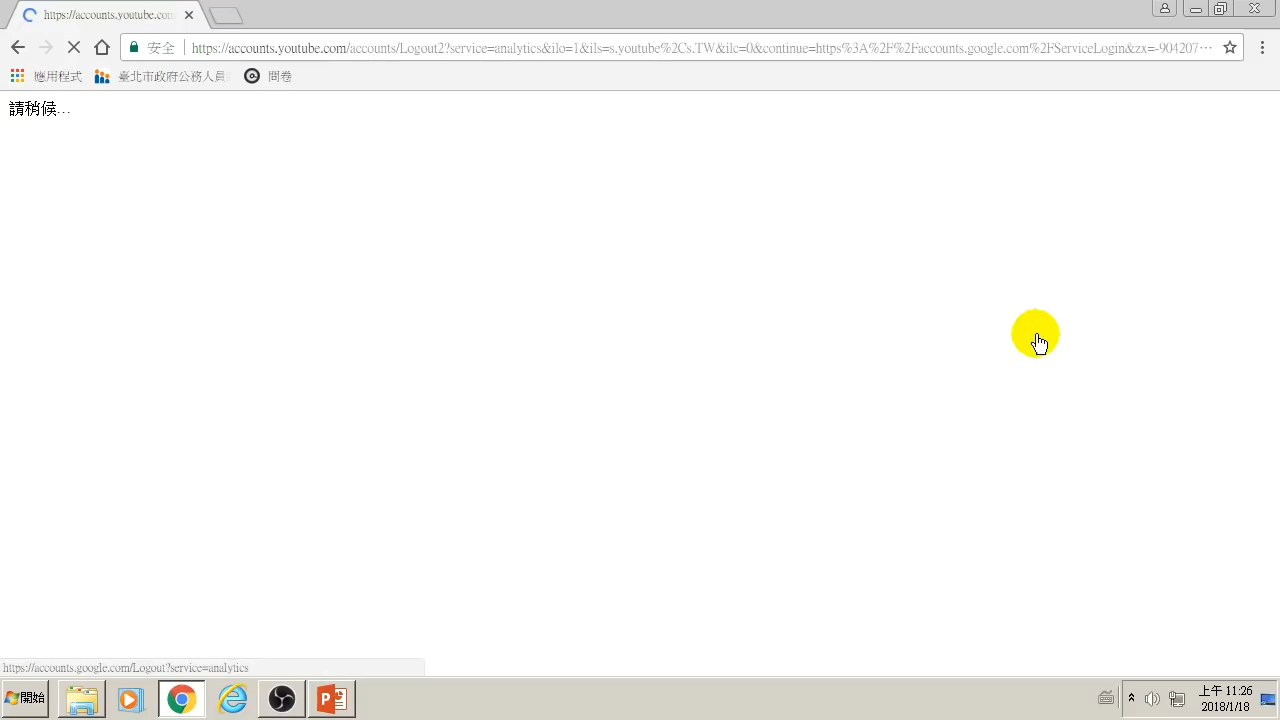 https://accounts.youtube.com
安全 https://accounts.youtube.com/accounts/Logout2?service=analytics&ilo=1&ils=s.youtube%2Cs.TW&ilc=0&continue=https%3A%2F%2Faccounts.google.com%2FServiceLogin&zx=-904207…
應用程式 臺北市政府公務人員 問卷
請稍候...
https://accounts.google.com/Logout?service=analytics
開始
上午 11:26
2018/1/18